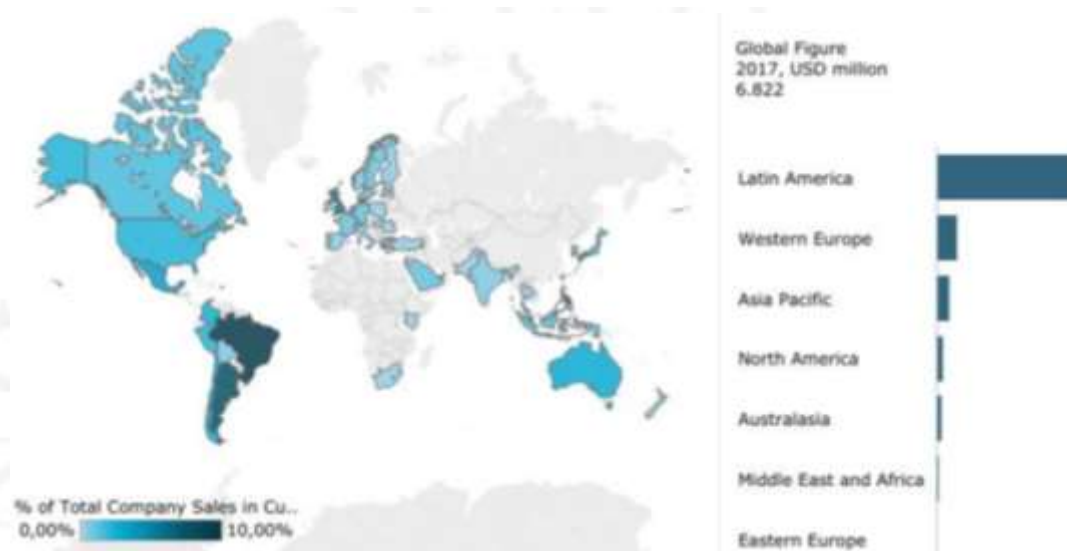 Global Figure
2017, USD million
6.822
Latin America
Western Europe
Asia Pacific
North America
Australasia
Middle East and Africa
Eastern Europe
% of Total Company Sales in Cu..
0,00% 10,00%